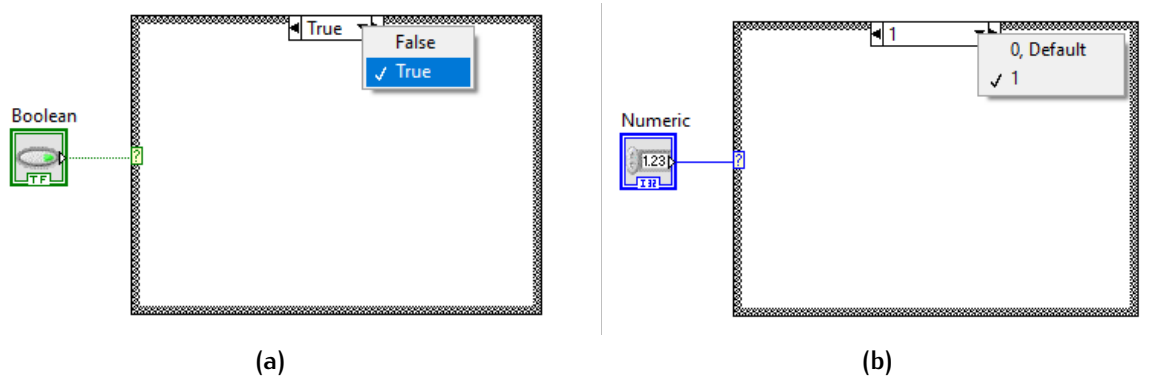 True
False
✓ True
Boolean
?
TF
(a)
1
0, Default
✓ 1
Numeric
1.23
?
I32
(b)